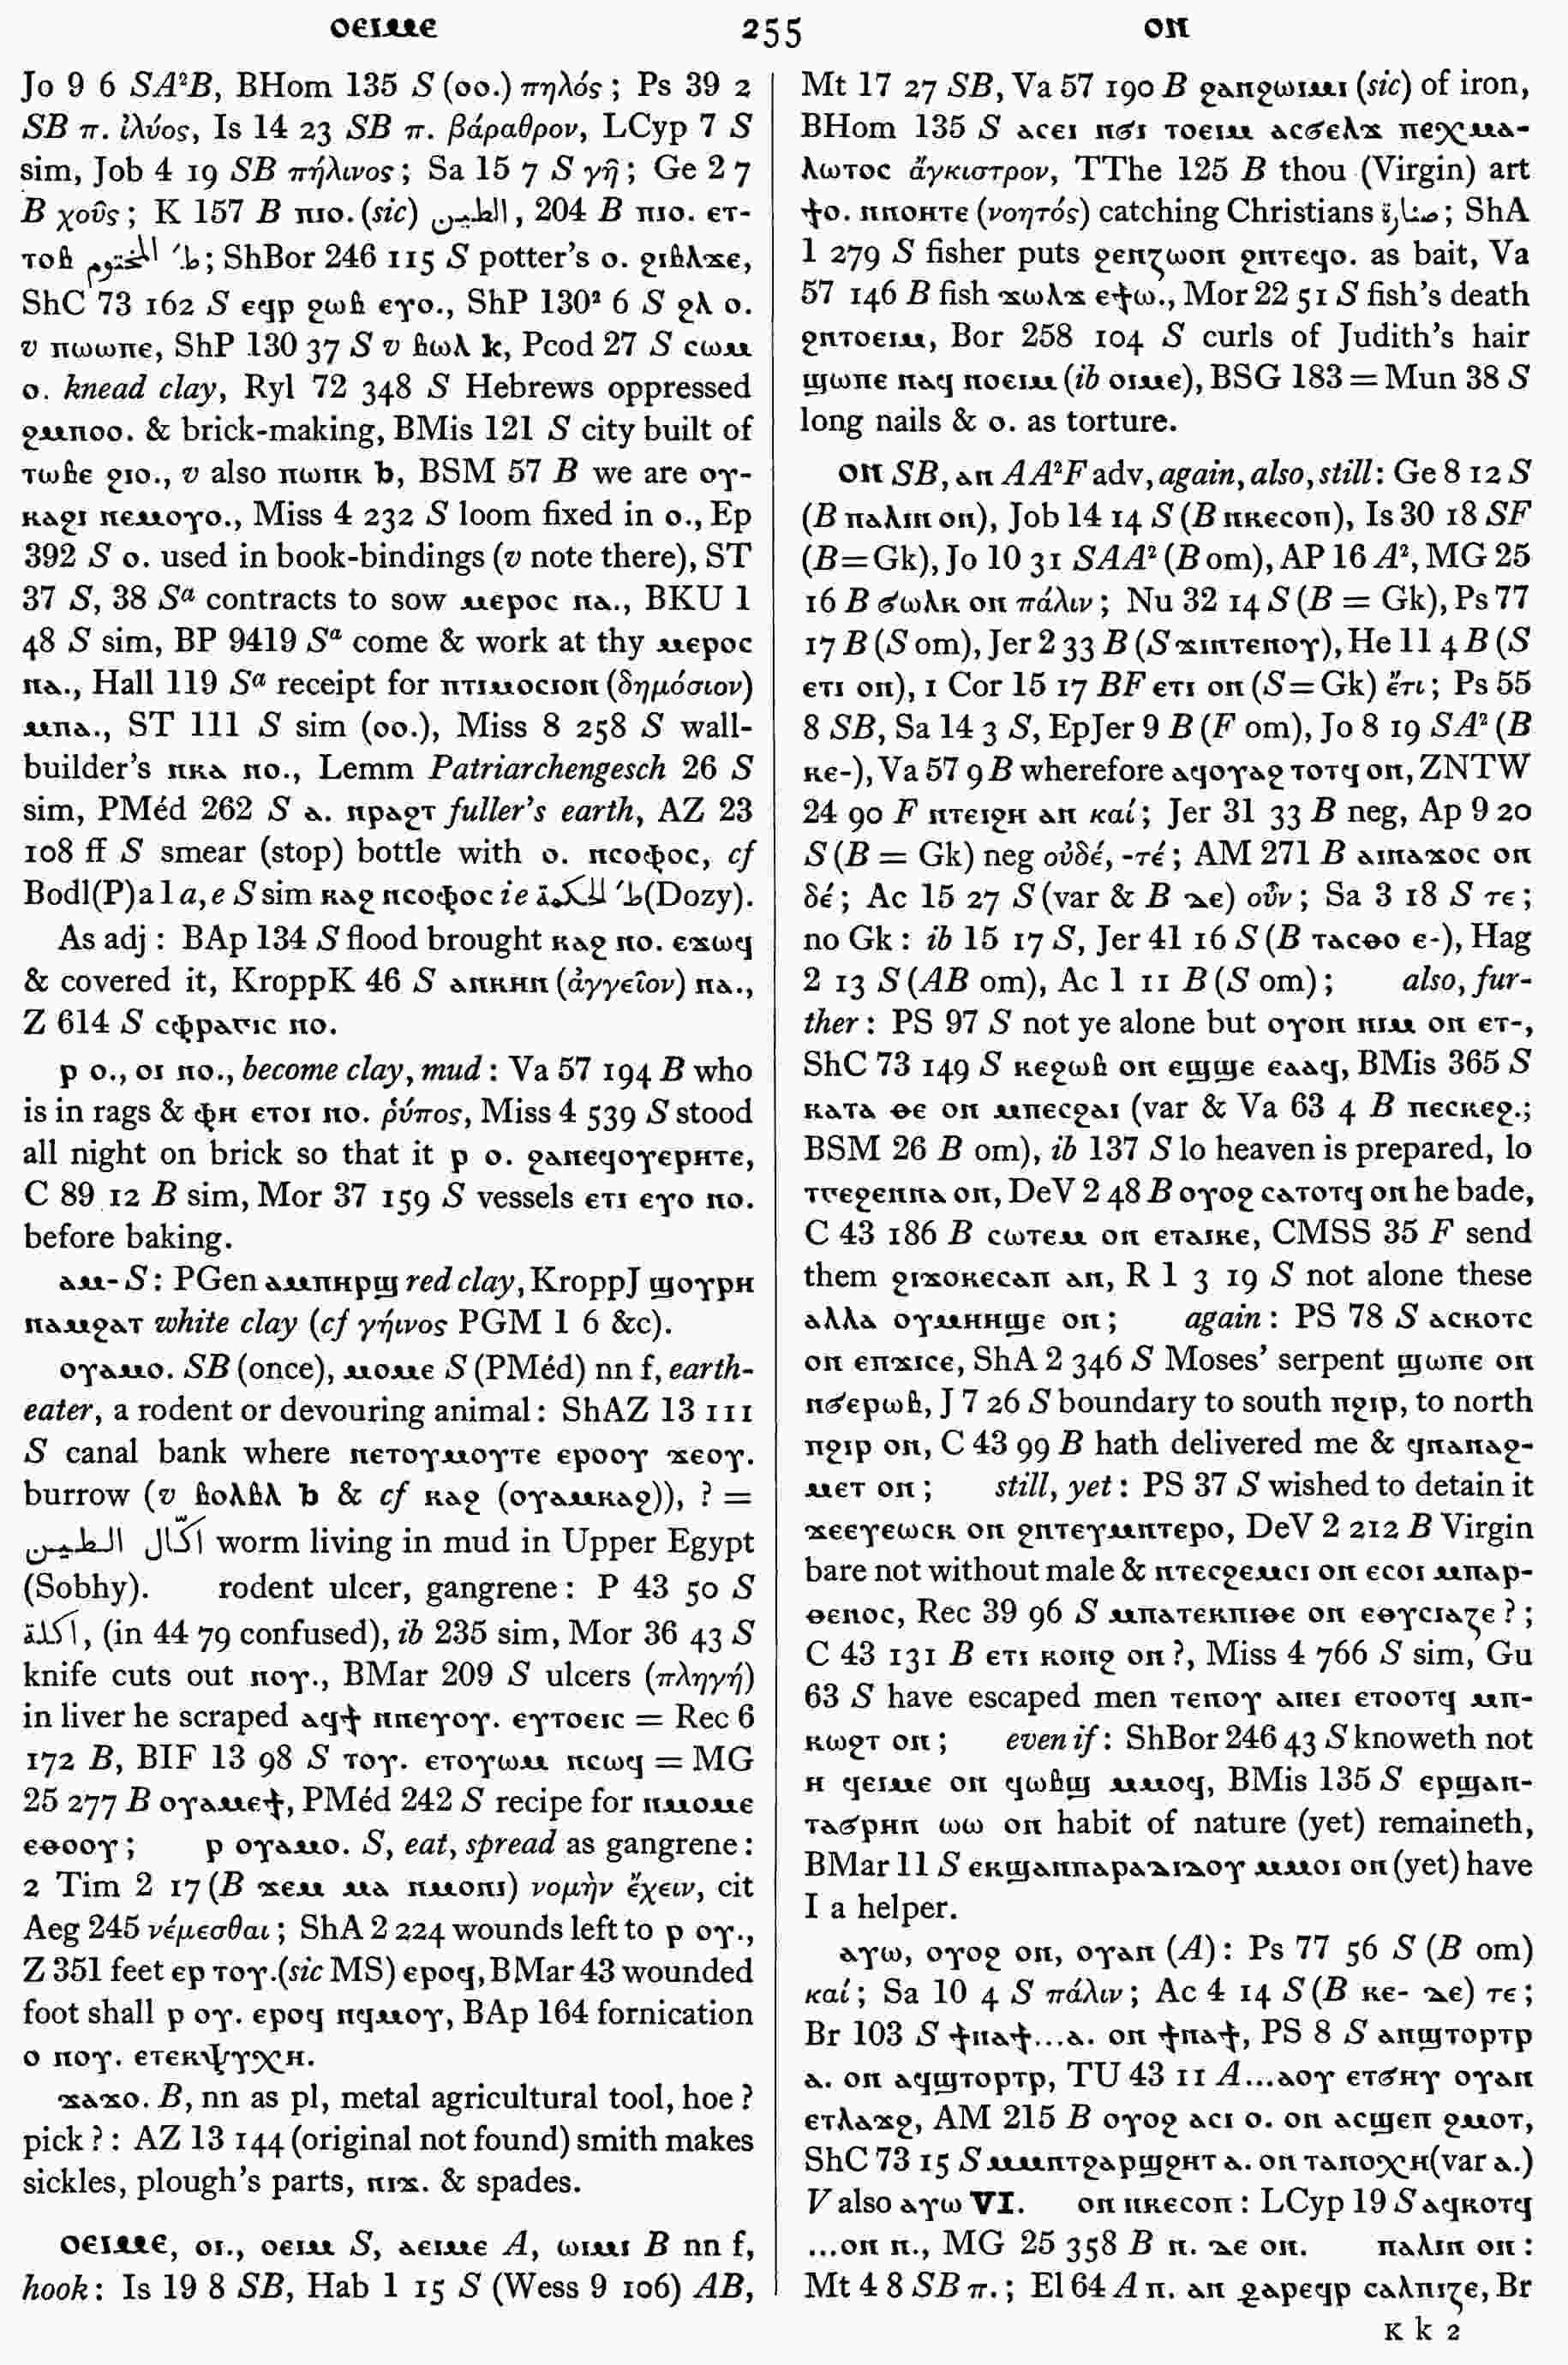 ⲟⲉⲓⲙⲉ 255 ⲟⲛ
Jo 9 6 SA²B, BHom 135 S (oo.) πηλός; Ps 39 2
SB π. ἰλύος, Is 14 23 SB π. βάραθρον, LCyp 7 S
sim, Job 4 19 SB πήλινος; Sa 15 7 S γῆ; Ge 2 7
B χοῦς; K 157 B ⲡⲓⲟ. (sic) الطين, 204 B ⲡⲓⲟ. ⲉⲧ-
ⲧⲟⲃ ط' المختوم; ShBor 246 115 S potter's o. ϩⲓⲃⲗϫⲉ,
ShC 73 162 S ⲉϥⲣ ϩⲱⲃ ⲉⲩⲟ., ShP 130² 6 S ϩⲗ ⲟ.
v ⲡⲱⲱⲛⲉ, ShP 130 37 S v ⲃⲱⲗ k, Pcod 27 S ⲥⲱⲙ
ⲟ. knead clay, Ryl 72 348 S Hebrews oppressed
ϩⲙⲡⲟⲟ. & brick-making, BMis 121 S city built of
ⲧⲱⲃⲉ ϩⲓⲟ., v also ⲡⲱⲛⲕ b, BSM 57 B we are ⲟⲩ-
ⲕⲁϩⲓ ⲛⲉⲙⲟⲩⲟ., Miss 4 232 S loom fixed in o., Ep
392 S o. used in book-bindings (v note there), ST
37 S, 38 Sᵃ contracts to sow ⲙⲉⲣⲟⲥ ⲛⲁ., BKU 1
48 S sim, BP 9419 Sᵃ come & work at thy ⲙⲉⲣⲟⲥ
ⲛⲁ., Hall 119 Sᵃ receipt for ⲛⲧⲓⲙⲟⲥⲓⲟⲛ (δημόσιον)
ⲙⲡⲁ., ST 111 S sim (oo.), Miss 8 258 S wall-
builder's ⲛⲕⲁ ⲛⲟ., Lemm Patriarchengesch 26 S
sim, PMéd 262 S ⲁ. ⲛⲣⲁϩⲧ fuller's earth, AZ 23
108 ff S smear (stop) bottle with o. ⲛⲥⲟⲫⲟⲥ, cf
Bodl(P) a 1 a, e S sim ⲕⲁϩ ⲛⲥⲟⲫⲟⲥ ie ط' الحكمة (Dozy).
As adj: BAp 134 S flood brought ⲕⲁϩ ⲛⲟ. ⲉϫⲱϥ
& covered it, KroppK 46 S ⲁⲛⲕⲏⲛ (ἀγγεῖον) ⲛⲁ.,
Z 614 S ⲥⲫⲣⲁⲅⲓⲥ ⲛⲟ.
ⲣ ⲟ., ⲟⲓ ⲛⲟ., become clay, mud: Va 57 194 B who
is in rags & ⲫⲏ ⲉⲧⲟⲓ ⲛⲟ. ῥύπος, Miss 4 539 S stood
all night on brick so that it ⲣ ⲟ. ϩⲁⲛⲉϥⲟⲩⲉⲣⲏⲧⲉ,
C 89 12 B sim, Mor 37 159 S vessels ⲉⲧⲓ ⲉⲩⲟ ⲛⲟ.
before baking.
ⲁⲙ- S: PGen ⲁⲙⲡⲏⲣϣ red clay, KroppJ ϣⲟⲩⲣⲏ
ⲛⲁⲙϩⲁⲧ white clay (cf γήινος PGM 1 6 &c).
ⲟⲩⲁⲙⲟ. SB (once), ⲙⲟⲙⲉ S (PMéd) nn f, earth-
eater, a rodent or devouring animal: ShAZ 13 111
S canal bank where ⲡⲉⲧⲟⲩⲙⲟⲩⲧⲉ ⲉⲣⲟⲟⲩ ϫⲉⲟⲩ.
burrow (v ⲃⲟⲗⲃⲗ b & cf ⲕⲁϩ (ⲟⲩⲁⲙⲕⲁϩ)), ? =
أكّال الطين worm living in mud in Upper Egypt
(Sobhy). rodent ulcer, gangrene: P 43 50 S
اكلة, (in 44 79 confused), ib 235 sim, Mor 36 43 S
knife cuts out ⲛⲟⲩ., BMar 209 S ulcers (πληγή)
in liver he scraped ⲁϥϯ ⲛⲛⲉⲩⲟⲩ. ⲉⲩⲧⲟⲉⲓⲥ = Rec 6
172 B, BIF 13 98 S ⲧⲟⲩ. ⲉⲧⲟⲩⲱⲙ ⲛⲥⲱϥ = MG
25 277 B ⲟⲩⲁⲙⲉϯ, PMéd 242 S recipe for ⲛⲙⲟⲙⲉ
ⲉⲑⲟⲟⲩ; ⲣ ⲟⲩⲁⲙⲟ. S, eat, spread as gangrene:
2 Tim 2 17 (B ϫⲉⲙ ⲙⲁ ⲛⲙⲟⲛⲓ) νομὴν ἔχειν, cit
Aeg 245 νέμεσθαι; ShA 2 224 wounds left to ⲣ ⲟⲩ.,
Z 351 feet ⲉⲣ ⲧⲟⲩ. (sic MS) ⲉⲣⲟϥ, BMar 43 wounded
foot shall ⲣ ⲟⲩ. ⲉⲣⲟϥ ⲛϥⲙⲟⲩ, BAp 164 fornication
ⲟ ⲛⲟⲩ. ⲉⲧⲉⲕⲯⲩⲭⲏ.
ϫⲁϫⲟ. B, nn as pl, metal agricultural tool, hoe?
pick?: AZ 13 144 (original not found) smith makes
sickles, plough's parts, ⲡⲓϫ. & spades.
ⲟⲉⲓⲙⲉ, ⲟⲓ., ⲟⲉⲓⲙ S, ⲁⲉⲓⲙⲉ A, ⲱⲓⲙⲓ B nn f,
hook: Is 19 8 SB, Hab 1 15 S (Wess 9 106) AB,
Mt 17 27 SB, Va 57 190 B ϩⲁⲛϩⲱⲓⲙⲓ (sic) of iron,
BHom 135 S ⲁⲥⲉⲓ ⲛϭⲓ ⲧⲟⲉⲓⲙ ⲁⲥϭⲉⲗϫ ⲡⲉⲭⲙⲁ-
ⲗⲱⲧⲟⲥ ἄγκιστρον, TThe 125 B thou (Virgin) art
ϯⲟ. ⲛⲛⲟⲏⲧⲉ (νοητός) catching Christians صنارة; ShA
1 279 S fisher puts ϩⲉⲛⲍⲱⲟⲛ ϩⲛⲧⲉϥⲟ. as bait, Va
57 146 B fish ϫⲱⲗϫ ⲉϯⲱ., Mor 22 51 S fish's death
ϩⲛⲧⲟⲉⲓⲙ, Bor 258 104 S curls of Judith's hair
ϣⲱⲡⲉ ⲛⲁϥ ⲛⲟⲉⲓⲙ (ib ⲟⲓⲙⲉ), BSG 183 = Mun 38 S
long nails & o. as torture.
ⲟⲛ SB, ⲁⲛ AA²F adv, again, also, still: Ge 8 12 S
(B ⲡⲁⲗⲓⲛ ⲟⲛ), Job 14 14 S (B ⲛⲕⲉⲥⲟⲡ), Is 30 18 SF
(B=Gk), Jo 10 31 SAA² (B om), AP 16 A², MG 25
16 B ϭⲱⲗⲕ ⲟⲛ πάλιν; Nu 32 14 S (B = Gk), Ps 77
17 B (S om), Jer 2 33 B (S ϫⲓⲛⲧⲉⲛⲟⲩ), He 11 4 B (S
ⲉⲧⲓ ⲟⲛ), 1 Cor 15 17 BF ⲉⲧⲓ ⲟⲛ (S=Gk) ἔτι; Ps 55
8 SB, Sa 14 3 S, EpJer 9 B (F om), Jo 8 19 SA² (B
ⲕⲉ-), Va 57 9 B wherefore ⲁϥⲟⲩⲁϩ ⲧⲟⲧϥ ⲟⲛ, ZNTW
24 90 F ⲛⲧⲉⲓϩⲏ ⲁⲛ καί; Jer 31 33 B neg, Ap 9 20
S (B = Gk) neg οὐδέ, -τέ; AM 271 B ⲁⲓⲛⲁϫⲟⲥ ⲟⲛ
δέ; Ac 15 27 S (var & B ⲇⲉ) οὖν; Sa 3 18 S τε;
no Gk: ib 15 17 S, Jer 41 16 S (B ⲧⲁⲥⲑⲟ ⲉ-), Hag
2 13 S (AB om), Ac 1 11 B (S om); also, fur-
ther: PS 97 S not ye alone but ⲟⲩⲟⲛ ⲛⲓⲙ ⲟⲛ ⲉⲧ-,
ShC 73 149 S ⲕⲉϩⲱⲃ ⲟⲛ ⲉϣϣⲉ ⲉⲁⲁϥ, BMis 365 S
ⲕⲁⲧⲁ ⲑⲉ ⲟⲛ ⲙⲡⲉⲥϩⲁⲓ (var & Va 63 4 B ⲡⲉⲥⲕⲉϩ.;
BSM 26 B om), ib 137 S lo heaven is prepared, lo
ⲧⲅⲉϩⲉⲛⲛⲁ ⲟⲛ, DeV 2 48 B ⲟⲩⲟϩ ⲥⲁⲧⲟⲧϥ ⲟⲛ he bade,
C 43 186 B ⲥⲱⲧⲉⲙ ⲟⲛ ⲉⲧⲁⲓⲕⲉ, CMSS 35 F send
them ϩⲓϫⲟⲕⲉⲥⲁⲡ ⲁⲛ, R 1 3 19 S not alone these
ⲁⲗⲗⲁ ⲟⲩⲙⲏⲏϣⲉ ⲟⲛ; again: PS 78 S ⲁⲥⲕⲟⲧⲥ
ⲟⲛ ⲉⲡϫⲓⲥⲉ, ShA 2 346 S Moses' serpent ϣⲱⲡⲉ ⲟⲛ
ⲛϭⲉⲣⲱⲃ, J 7 26 S boundary to south ⲡϩⲓⲣ, to north
ⲡϩⲓⲣ ⲟⲛ, C 43 99 B hath delivered me & ϥⲛⲁⲛⲁϩ-
ⲙⲉⲧ ⲟⲛ; still, yet: PS 37 S wished to detain it
ϫⲉⲉⲩⲉⲱⲥⲕ ⲟⲛ ϩⲛⲧⲉⲩⲙⲛⲧⲉⲣⲟ, DeV 2 212 B Virgin
bare not without male & ⲛⲧⲉⲥϩⲉⲙⲥⲓ ⲟⲛ ⲉⲥⲟⲓ ⲙⲡⲁⲣ-
ⲑⲉⲛⲟⲥ, Rec 39 96 S ⲙⲡⲁⲧⲉⲕⲡⲓⲑⲉ ⲟⲛ ⲉⲑⲩⲥⲓⲁⲍⲉ?;
C 43 131 B ⲉⲧⲓ ⲕⲟⲛϩ ⲟⲛ?, Miss 4 766 S sim, Gu
63 S have escaped men ⲧⲉⲛⲟⲩ ⲁⲛⲉⲓ ⲉⲧⲟⲟⲧϥ ⲙⲡ-
ⲕⲱϩⲧ ⲟⲛ; even if: ShBor 246 43 S knoweth not
ⲏ ϥⲉⲓⲙⲉ ⲟⲛ ϥⲱⲃϣ ⲙⲙⲟϥ, BMis 135 S ⲉⲣϣⲁⲛ-
ⲧⲁϭⲣⲏⲛ ⲱⲱ ⲟⲛ habit of nature (yet) remaineth,
BMar 11 S ⲉⲕϣⲁⲛⲡⲁⲣⲁⲇⲓⲇⲟⲩ ⲙⲙⲟⲓ ⲟⲛ (yet) have
I a helper.
ⲁⲩⲱ, ⲟⲩⲟϩ ⲟⲛ, ⲟⲩⲁⲛ (A): Ps 77 56 S (B om)
καί; Sa 10 4 S πάλιν; Ac 4 14 S (B ⲕⲉ- ⲇⲉ) τε;
Br 103 S ϯⲛⲁϯ...ⲁ. ⲟⲛ ϯⲛⲁϯ, PS 8 S ⲁⲛϣⲧⲟⲣⲧⲣ
ⲁ. ⲟⲛ ⲁϥϣⲧⲟⲣⲧⲣ, TU 43 11 A...ⲁⲟⲩ ⲉⲧϭⲏⲩ ⲟⲩⲁⲛ
ⲉⲧⲗⲁϫϩ, AM 215 B ⲟⲩⲟϩ ⲁⲥⲓ ⲟ. ⲟⲛ ⲁⲥϣⲉⲡ ϩⲙⲟⲧ,
ShC 73 15 S ⲙⲙⲛⲧϩⲁⲣϣϩⲏⲧ ⲁ. ⲟⲛ ⲧⲁⲛⲟⲭⲏ (var ⲁ.)
V also ⲁⲩⲱ VI. ⲟⲛ ⲛⲕⲉⲥⲟⲡ: LCyp 19 S ⲁϥⲕⲟⲧϥ
...ⲟⲛ ⲛ., MG 25 358 B ⲛ. ⲇⲉ ⲟⲛ. ⲡⲁⲗⲓⲛ ⲟⲛ:
Mt 4 8 SB π.; El 64 A ⲡ. ⲁⲛ ϩⲁⲣⲉϥⲣ ⲥⲁⲗⲡⲓⲍⲉ, Br
K k 2